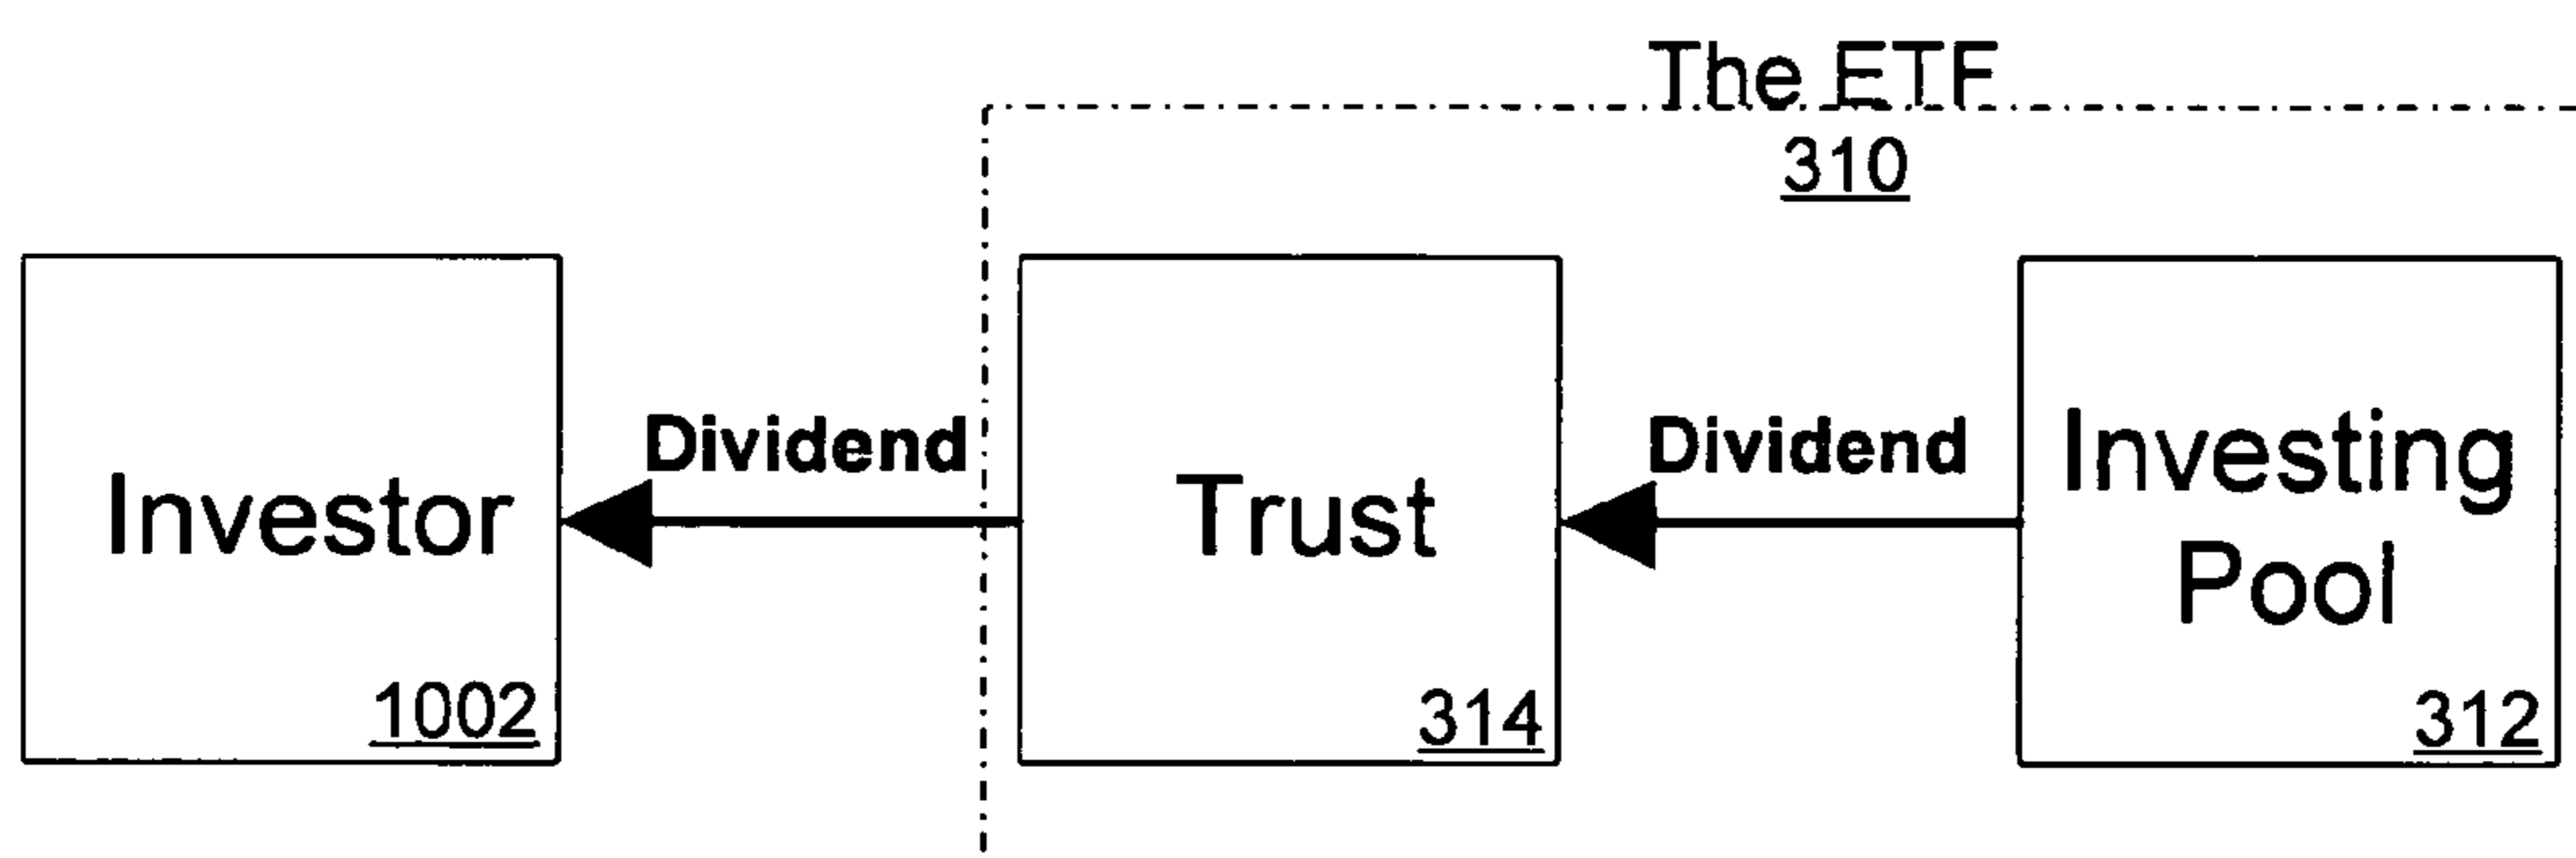 The ETF
310
Dividend
Dividend
Investor
Trust
Investing
Pool
1002
314
312